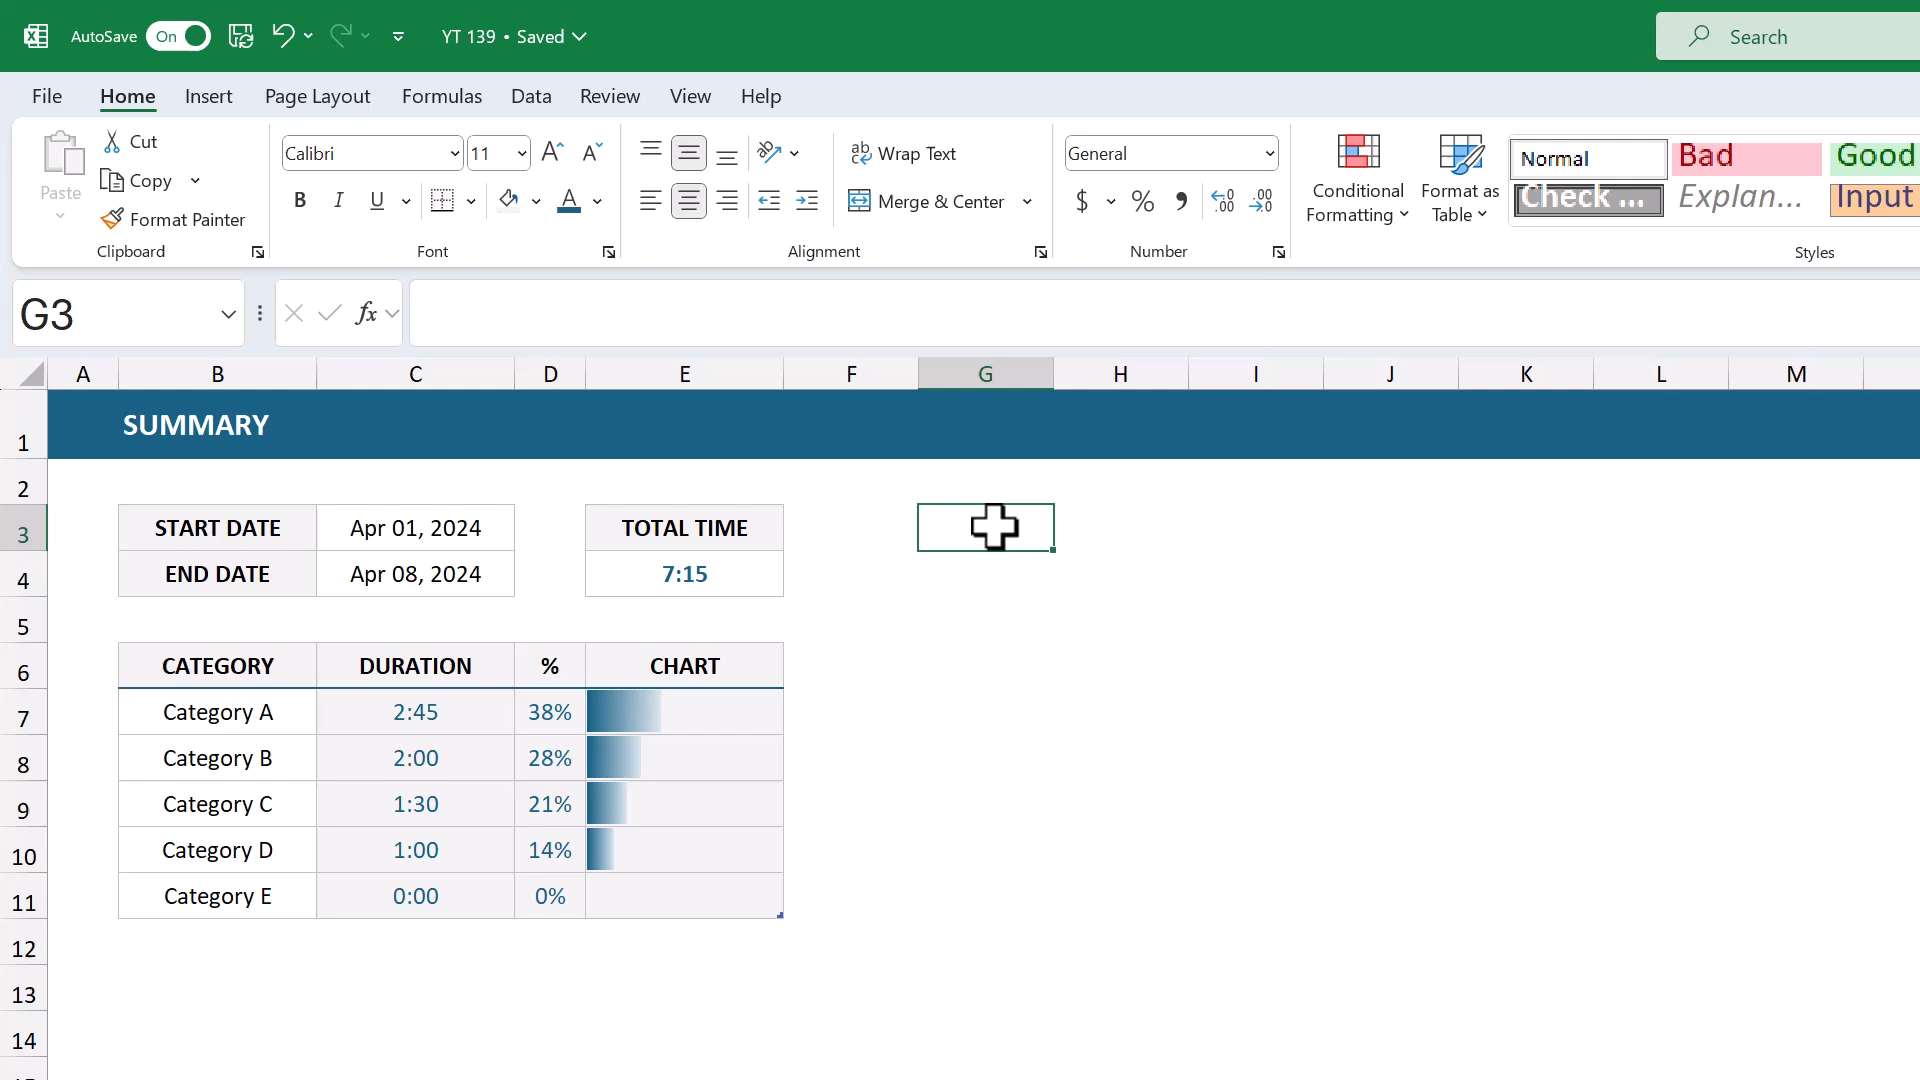 AutoSave On YT 139 • Saved Search
File Home Insert Page Layout Formulas Data Review View Help
Paste Cut
Copy
Format Painter
Clipboard
Calibri 11
B I U A
Font
ab Wrap Text
Merge & Center
Alignment
General
$ % 9 .00 .00
Number
Conditional Formatting
Format as Table
Normal Bad Good
Check ... Explan... Input
Styles
G3 fx
A B C D E F G H I J K L M
1 SUMMARY
2
3 START DATE Apr 01, 2024 TOTAL TIME
4 END DATE Apr 08, 2024 7:15
5
6 CATEGORY DURATION % CHART
7 Category A 2:45 38%
8 Category B 2:00 28%
9 Category C 1:30 21%
10 Category D 1:00 14%
11 Category E 0:00 0%
12
13
14